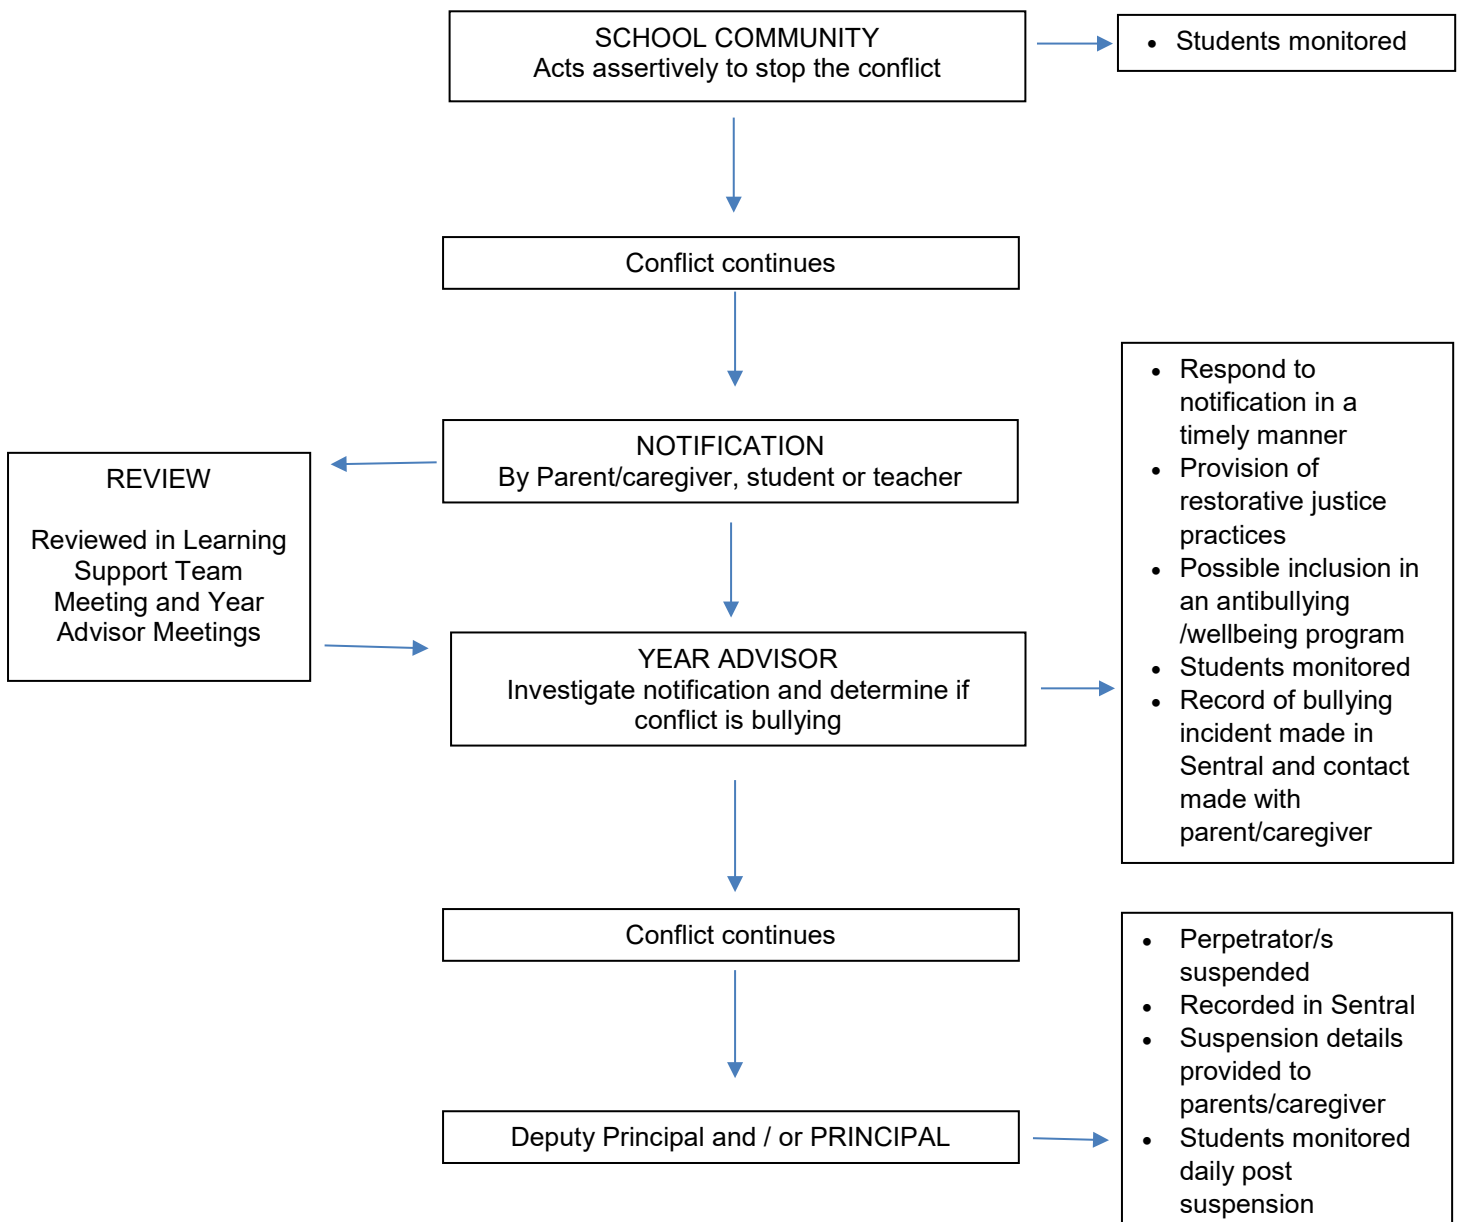 SCHOOL COMMUNITY
Acts assertively to stop the conflict
• Students monitored
Conflict continues
NOTIFICATION
By Parent/caregiver, student or teacher
REVIEW
Reviewed in Learning
Support Team
Meeting and Year
Advisor Meetings
YEAR ADVISOR
Investigate notification and determine if
conflict is bullying
• Respond to
notification in a
timely manner
• Provision of
restorative justice
practices
• Possible inclusion in
an antibullying
/wellbeing program
• Students monitored
• Record of bullying
incident made in
Sentral and contact
made with
parent/caregiver
Conflict continues
Deputy Principal and / or PRINCIPAL
• Perpetrator/s
suspended
• Recorded in Sentral
• Suspension details
provided to
parents/caregiver
• Students monitored
daily post
suspension